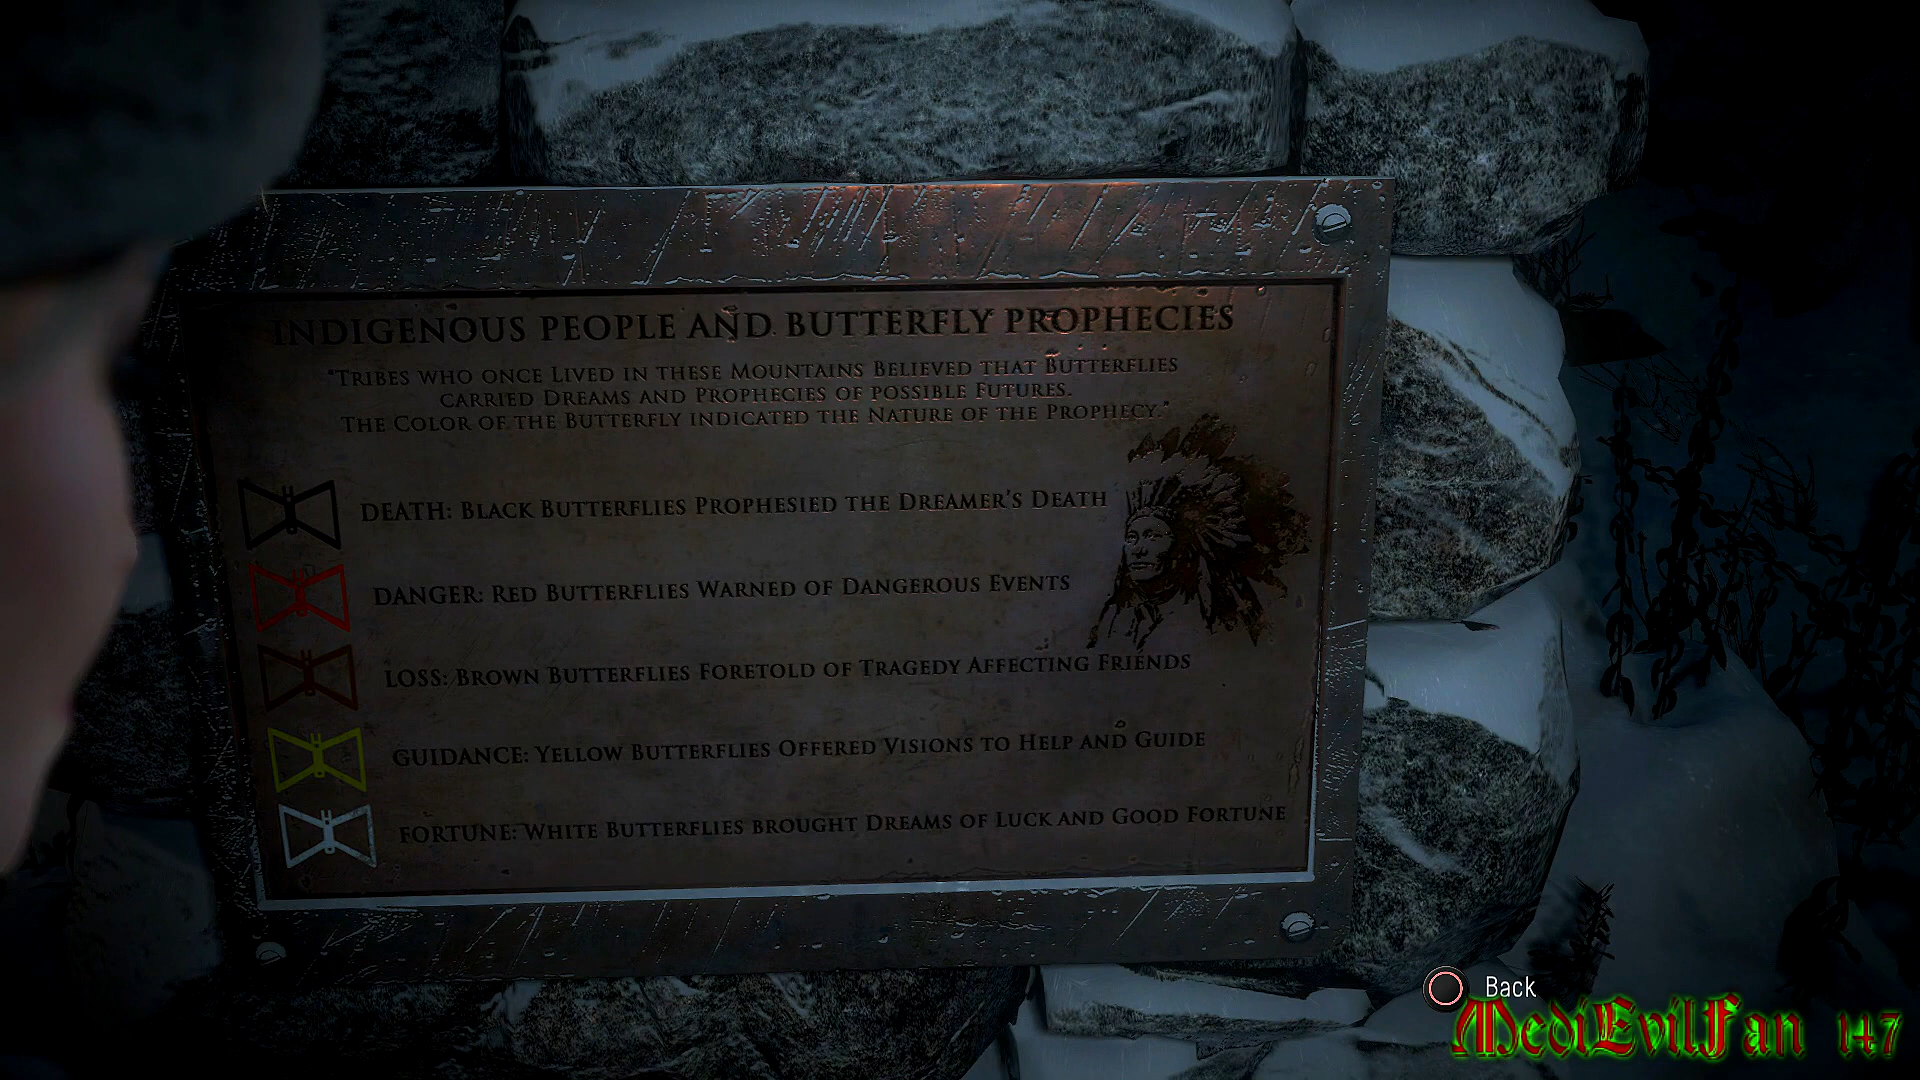 INDIGENOUS PEOPLE AND BUTTERFLY PROPHECIES
"TRIBES WHO ONCE LIVED IN THESE MOUNTAINS BELIEVED THAT BUTTERFLIES
CARRIED DREAMS AND PROPHECIES OF POSSIBLE FUTURES.
THE COLOR OF THE BUTTERFLY INDICATED THE NATURE OF THE PROPHECY."
DEATH: BLACK BUTTERFLIES PROPHESIED THE DREAMER'S DEATH
DANGER: RED BUTTERFLIES WARNED OF DANGEROUS EVENTS
LOSS: BROWN BUTTERFLIES FORETOLD OF TRAGEDY AFFECTING FRIENDS
GUIDANCE: YELLOW BUTTERFLIES OFFERED VISIONS TO HELP AND GUIDE
FORTUNE: WHITE BUTTERFLIES BROUGHT DREAMS OF LUCK AND GOOD FORTUNE
Back
MediEvilFan 147